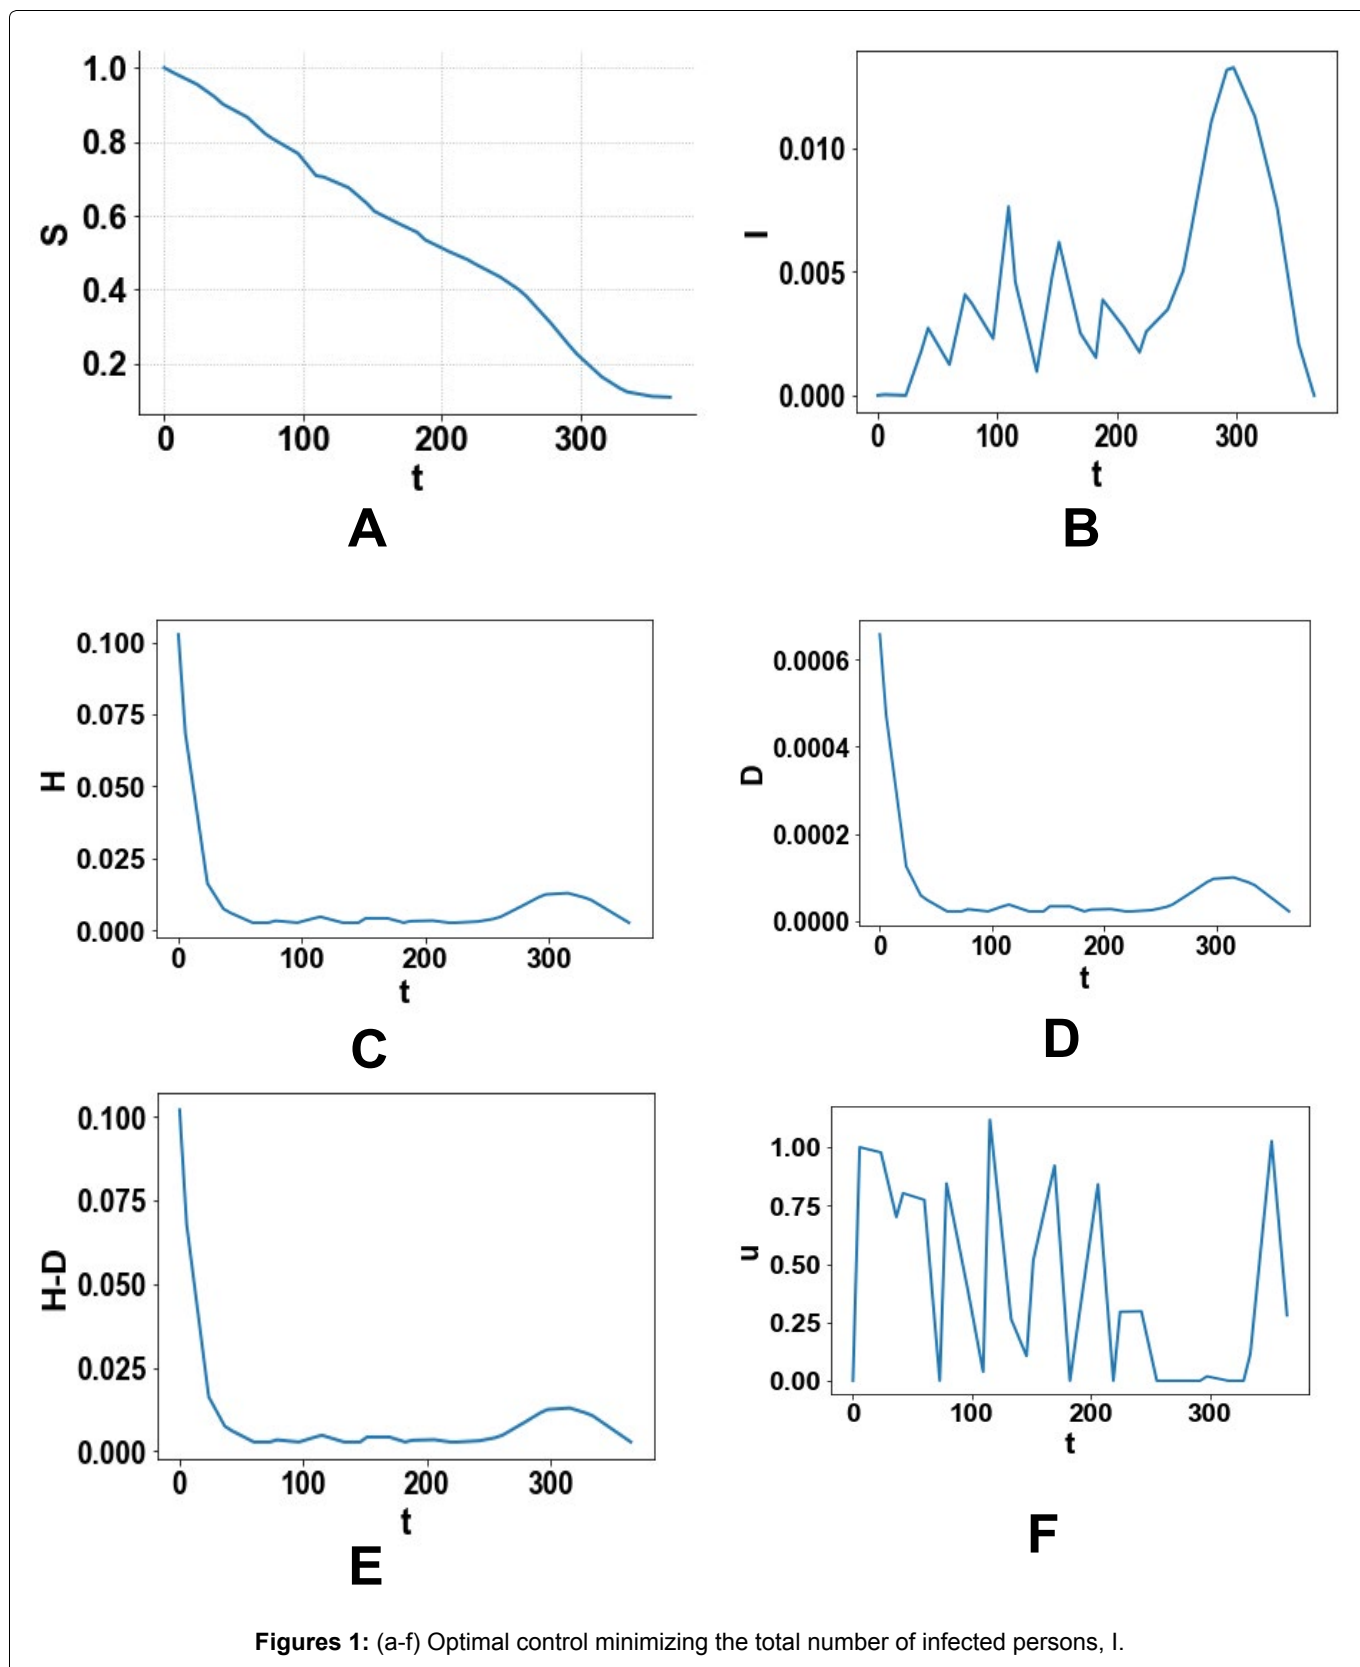 1.0
0.8
0.6
0.4
0.2
S
0 100 200 300
t
A
0.010
0.005
0.000
I
0 100 200 300
t
B
0.100
0.075
0.050
0.025
0.000
H
0 100 200 300
t
C
0.0006
0.0004
0.0002
0.0000
D
0 100 200 300
t
D
0.100
0.075
0.050
0.025
0.000
H-D
0 100 200 300
t
E
1.00
0.75
0.50
0.25
0.00
u
0 100 200 300
t
F
Figures 1: (a-f) Optimal control minimizing the total number of infected persons, I.